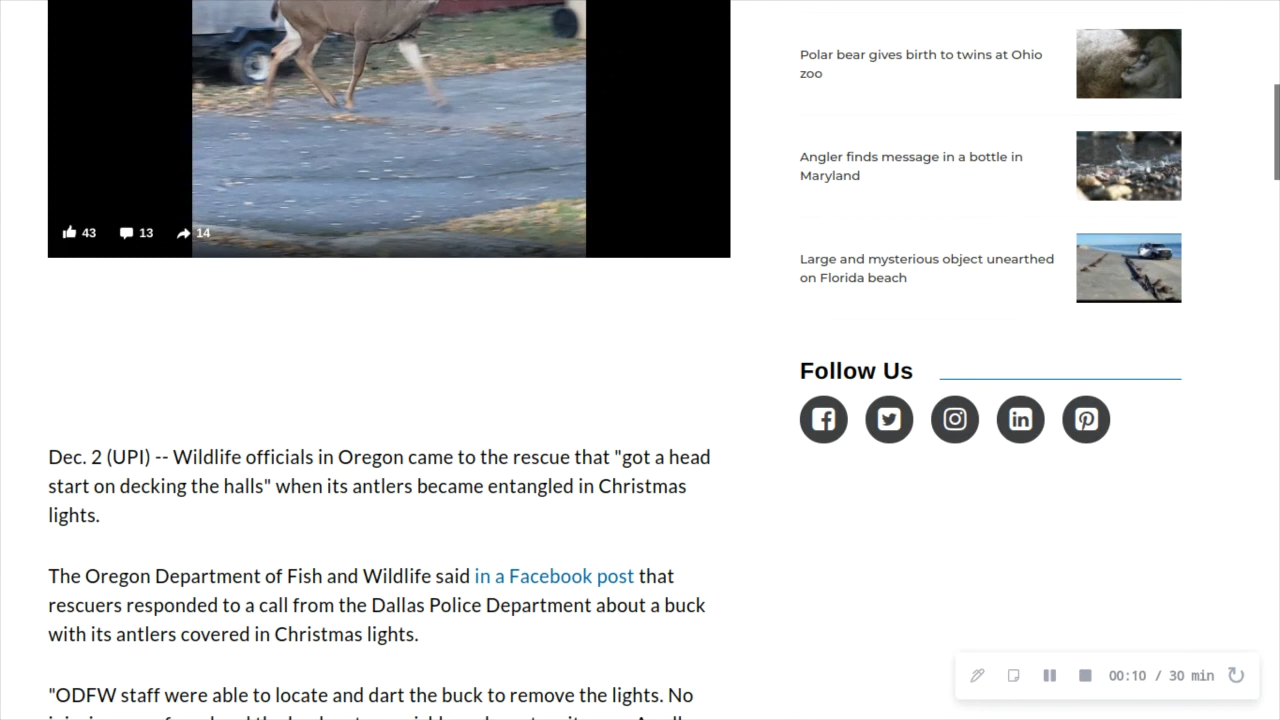 Polar bear gives birth to twins at Ohio
zoo
Angler finds message in a bottle in
Maryland
43 13 14
Large and mysterious object unearthed
on Florida beach
Follow Us
Dec. 2 (UPI) -- Wildlife officials in Oregon came to the rescue that "got a head
start on decking the halls" when its antlers became entangled in Christmas
lights.
The Oregon Department of Fish and Wildlife said in a Facebook post that
rescuers responded to a call from the Dallas Police Department about a buck
with its antlers covered in Christmas lights.
"ODFW staff were able to locate and dart the buck to remove the lights. No
00:10 / 30 min